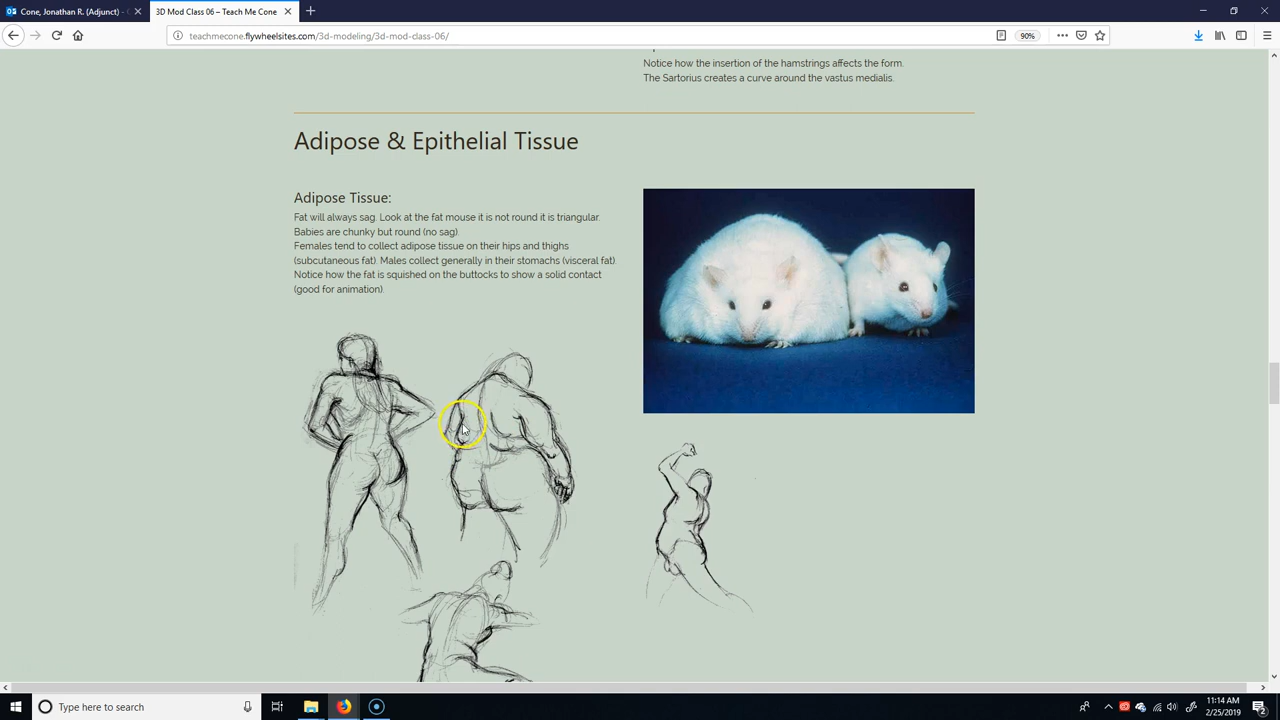 Cone, Jonathan R. (Adjunct) -
3D Mod Class 06 – Teach Me Cone
teachmecone.flywheelsites.com/3d-modeling/3d-mod-class-06/
90%
Notice how the insertion of the hamstrings affects the form.
The Sartorius creates a curve around the vastus medialis.
Adipose & Epithelial Tissue
Adipose Tissue:
Fat will always sag. Look at the fat mouse it is not round it is triangular.
Babies are chunky but round (no sag).
Females tend to collect adipose tissue on their hips and thighs
(subcutaneous fat). Males collect generally in their stomachs (visceral fat).
Notice how the fat is squished on the buttocks to show a solid contact
(good for animation).
Type here to search
11:14 AM
2/25/2019
2